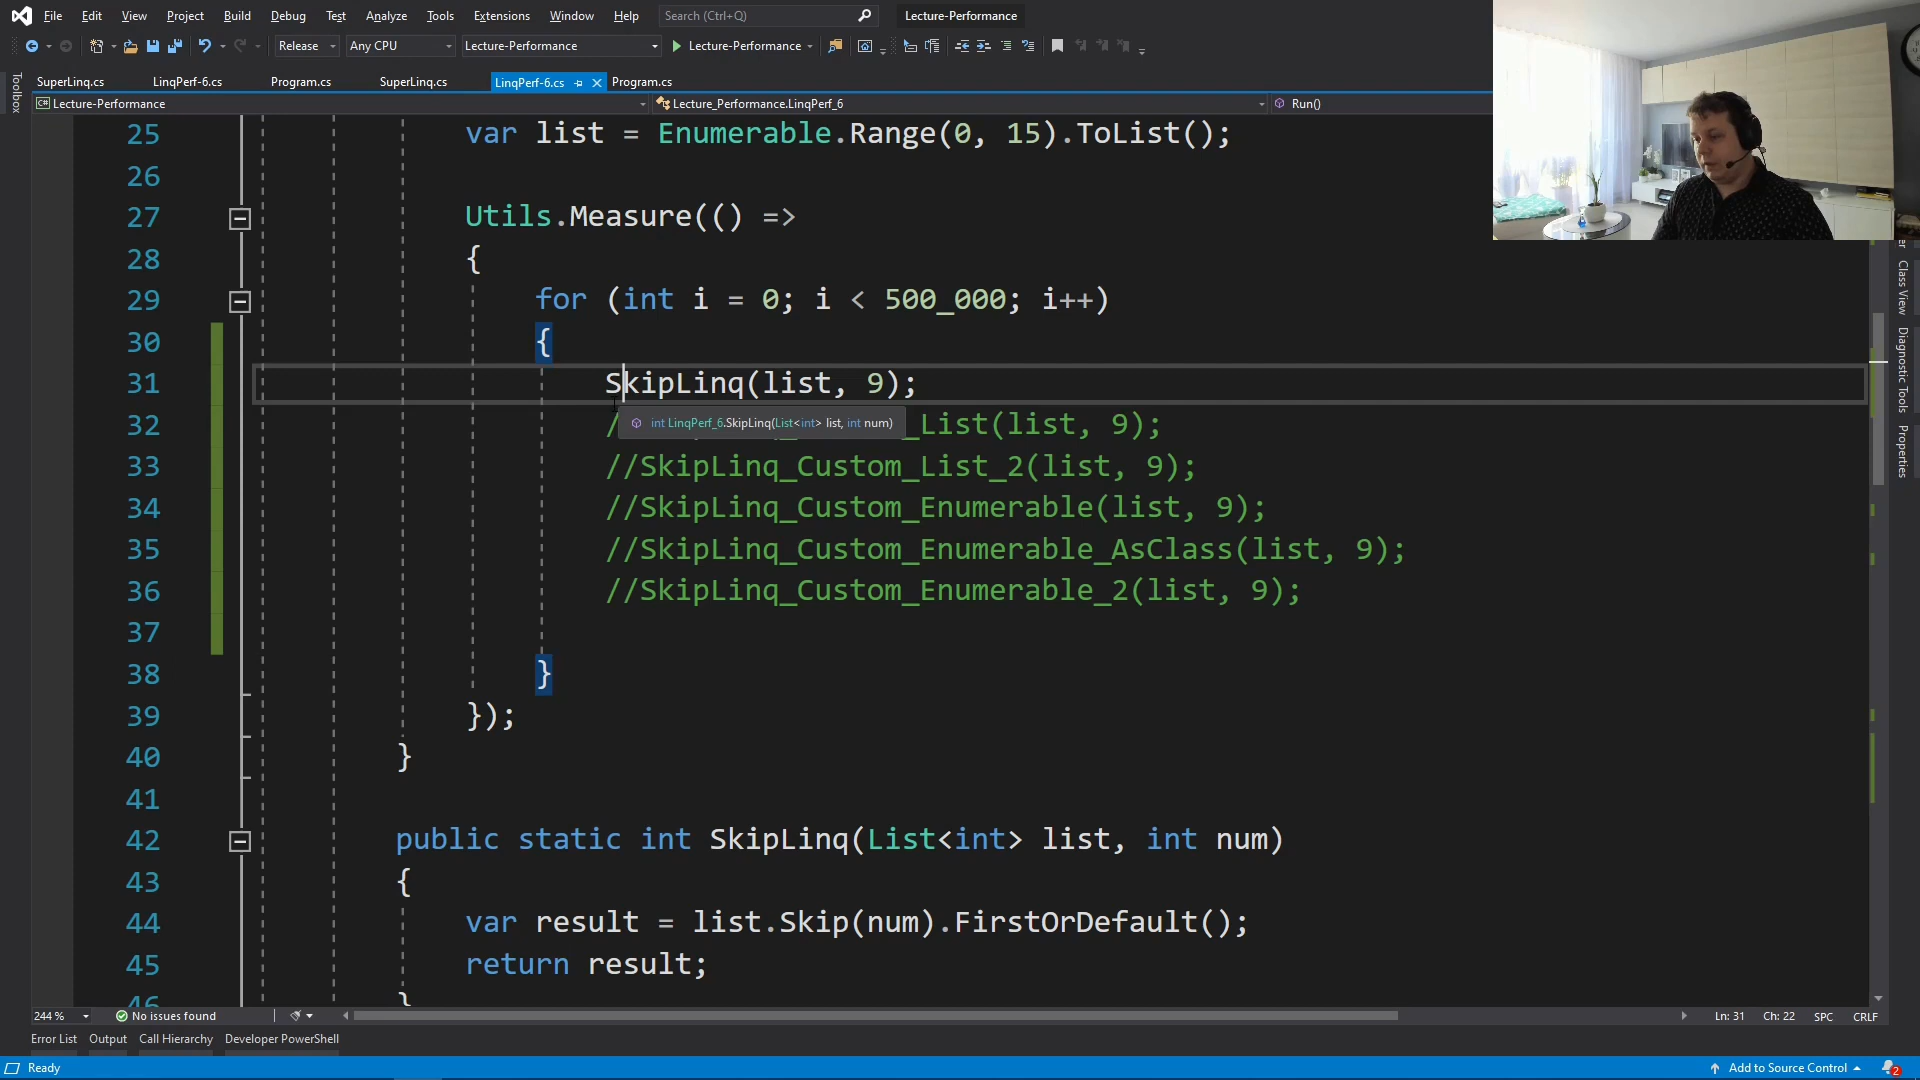 File Edit View Project Build Debug Test Analyze Tools Extensions Window Help Search (Ctrl+Q) Lecture-Performance
Release Any CPU Lecture-Performance Lecture-Performance
Toolbox
SuperLinq.cs LinqPerf-6.cs Program.cs SuperLinq.cs LinqPerf-6.cs Program.cs
C# Lecture-Performance Lecture_Performance.LinqPerf_6 Run()
25 var list = Enumerable.Range(0, 15).ToList();
26
27 Utils.Measure(() =>
28 {
29 for (int i = 0; i < 500_000; i++)
30 {
31 SkipLinq(list, 9);
int LinqPerf_6.SkipLinq(List<int> list, int num)
32 / _List(list, 9);
33 //SkipLinq_Custom_List_2(list, 9);
34 //SkipLinq_Custom_Enumerable(list, 9);
35 //SkipLinq_Custom_Enumerable_AsClass(list, 9);
36 //SkipLinq_Custom_Enumerable_2(list, 9);
37
38 }
39 });
40 }
41
42 public static int SkipLinq(List<int> list, int num)
43 {
44 var result = list.Skip(num).FirstOrDefault();
45 return result;
46 }
Class View
Diagnostic Tools
Properties
244 % No issues found Ln: 31 Ch: 22 SPC CRLF
Error List Output Call Hierarchy Developer PowerShell
Ready Add to Source Control 2